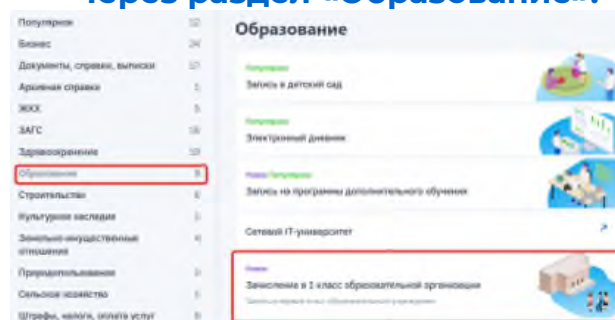 через раздел «Образование»:
Популярное
Бизнес
Документы, справки, выписки
Архивная справка
ЖКХ
ЗАГС
Здравоохранение
Образование
Строительство
Культурное наследие
Земельно-имущественные отношения
Природопользование
Сельское хозяйство
Штрафы, налоги, оплата услуг
Образование
Популярное
Запись в детский сад
Популярное
Электронный дневник
Новое Популярное
Запись на программы дополнительного обучения
Сетевой IT-университет
Новое
Зачисление в 1 класс образовательной организации